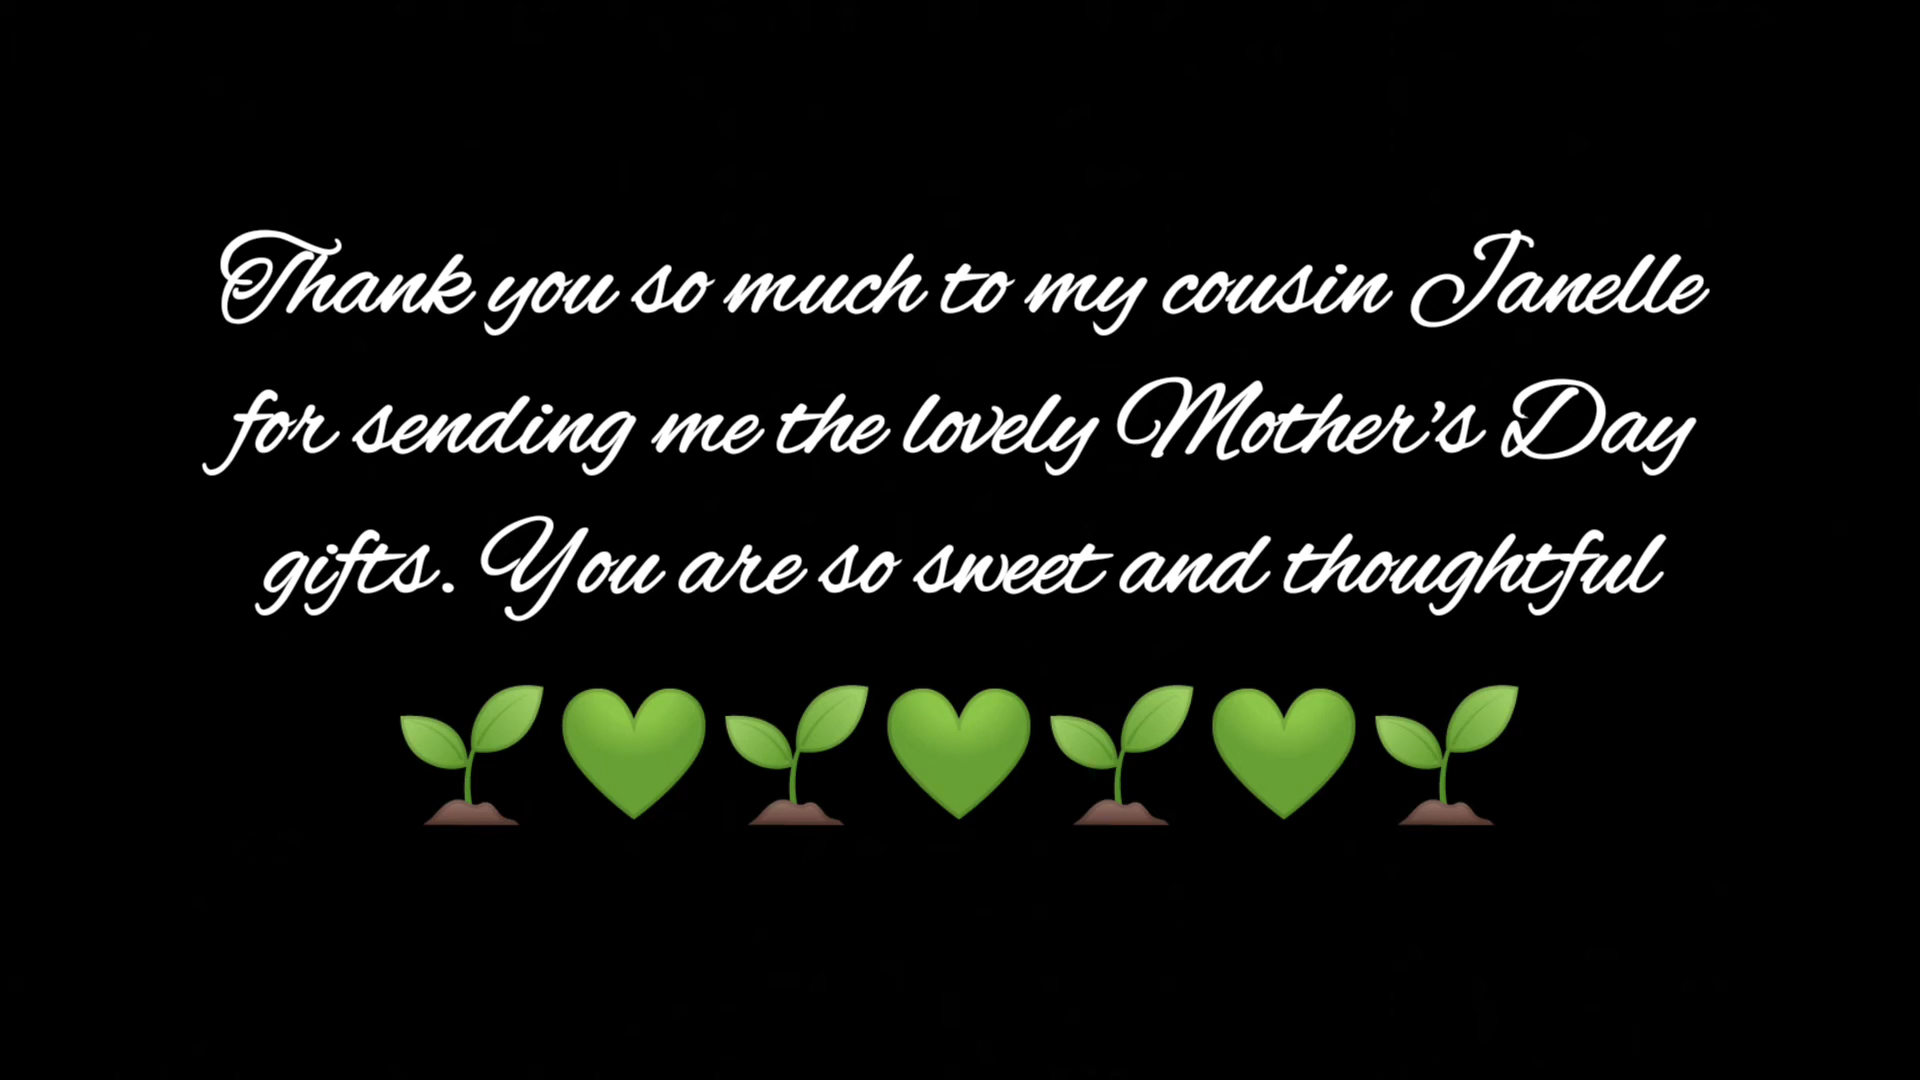 Thank you so much to my cousin Janelle
for sending me the lovely Mother's Day
gifts. You are so sweet and thoughtful
🌱💚🌱💚🌱💚🌱